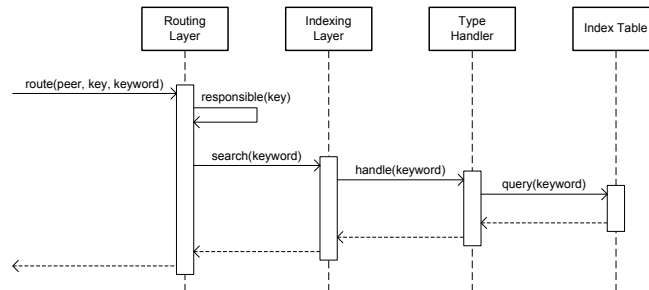 Routing
Layer
Indexing
Layer
Type
Handler
Index Table
route(peer, key, keyword)
responsible(key)
search(keyword)
handle(keyword)
query(keyword)